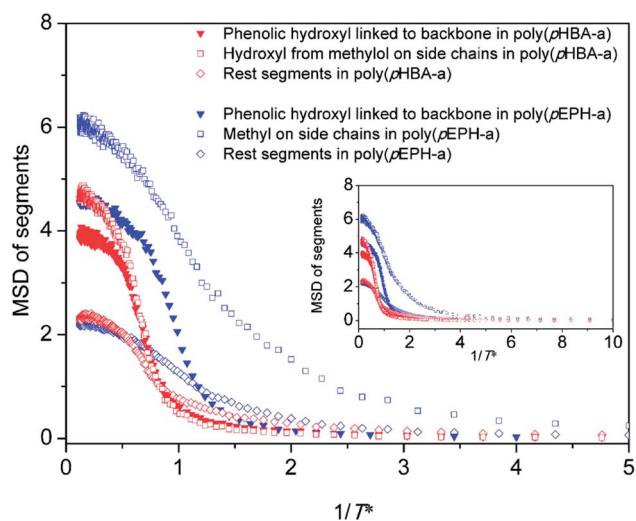 Phenolic hydroxyl linked to backbone in poly(pHBA-a)
Hydroxyl from methylol on side chains in poly(pHBA-a)
Rest segments in poly(pHBA-a)
Phenolic hydroxyl linked to backbone in poly(pEPH-a)
Methyl on side chains in poly(pEPH-a)
Rest segments in poly(pEPH-a)
MSD of segments
8
6
4
2
0
0 1 2 3 4 5
1/T*
MSD of segments
8
6
4
2
0
0 2 4 6 8 10
1/T*